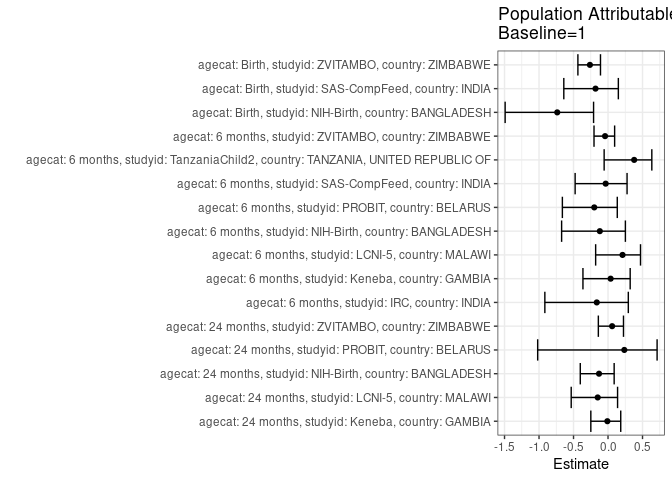 Population Attributable
Baseline=1
agecat: Birth, studyid: ZVITAMBO, country: ZIMBABWE
agecat: Birth, studyid: SAS-CompFeed, country: INDIA
agecat: Birth, studyid: NIH-Birth, country: BANGLADESH
agecat: 6 months, studyid: ZVITAMBO, country: ZIMBABWE
agecat: 6 months, studyid: TanzaniaChild2, country: TANZANIA, UNITED REPUBLIC OF
agecat: 6 months, studyid: SAS-CompFeed, country: INDIA
agecat: 6 months, studyid: PROBIT, country: BELARUS
agecat: 6 months, studyid: NIH-Birth, country: BANGLADESH
agecat: 6 months, studyid: LCNI-5, country: MALAWI
agecat: 6 months, studyid: Keneba, country: GAMBIA
agecat: 6 months, studyid: IRC, country: INDIA
agecat: 24 months, studyid: ZVITAMBO, country: ZIMBABWE
agecat: 24 months, studyid: PROBIT, country: BELARUS
agecat: 24 months, studyid: NIH-Birth, country: BANGLADESH
agecat: 24 months, studyid: LCNI-5, country: MALAWI
agecat: 24 months, studyid: Keneba, country: GAMBIA
-1.5 -1.0 -0.5 0.0 0.5
Estimate